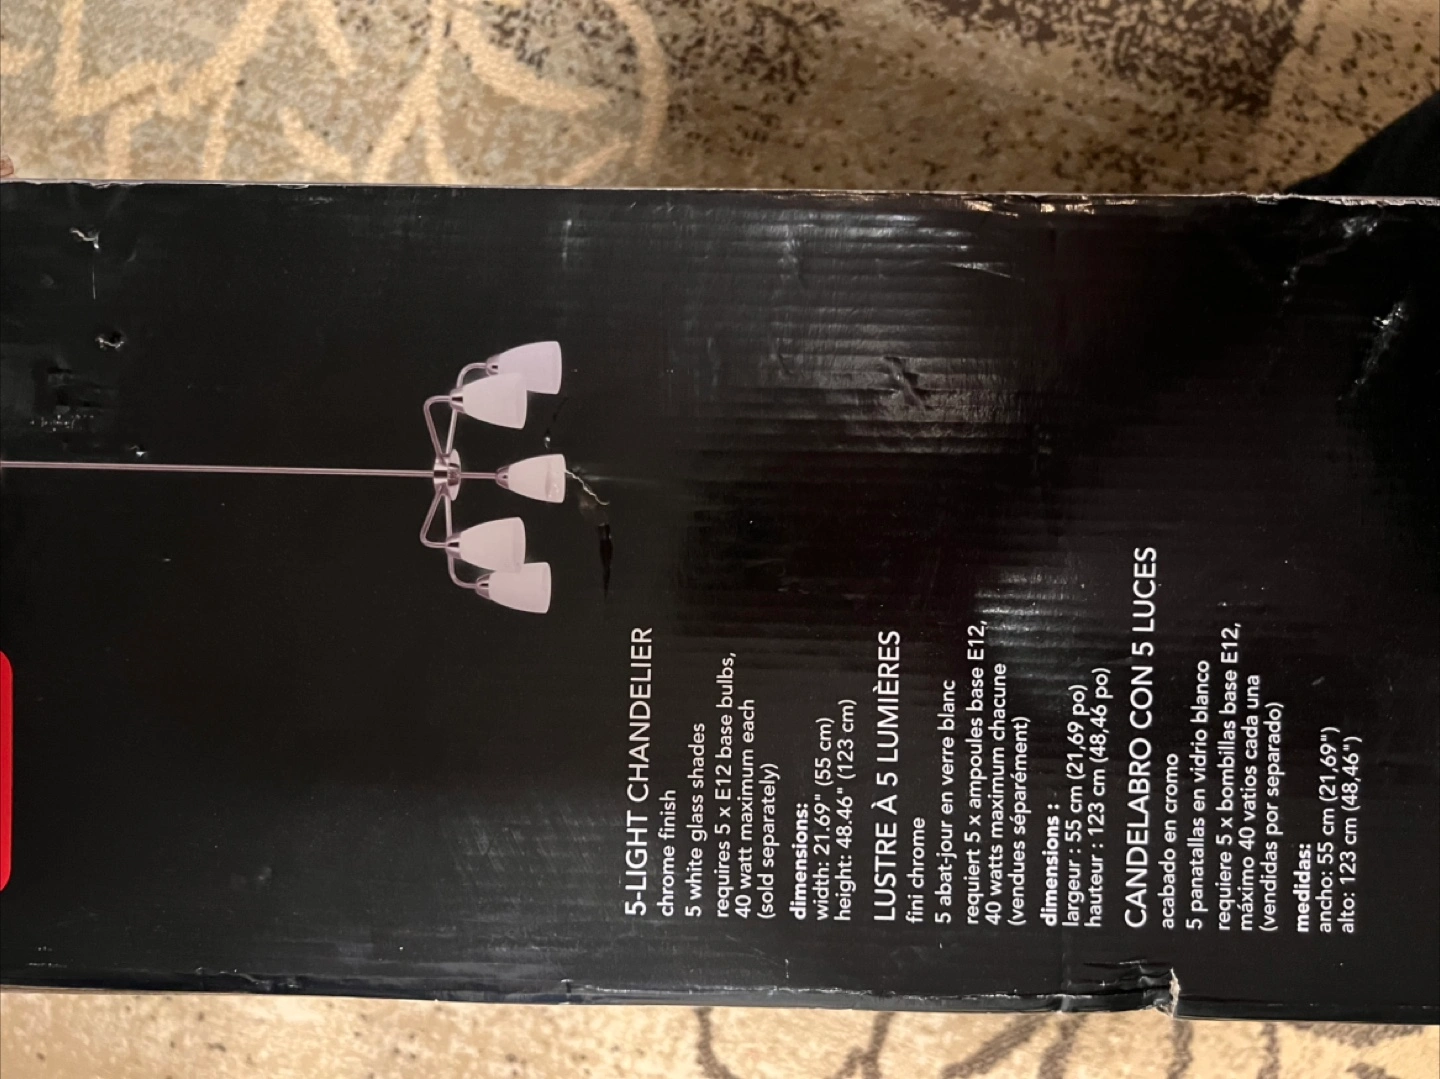 5-LIGHT CHANDELIER
chrome finish
5 white glass shades
requires 5 x E12 base bulbs,
40 watt maximum each
(sold separately)
dimensions:
width: 21.69" (55 cm)
height: 48.46" (123 cm)
LUSTRE À 5 LUMIÈRES
fini chrome
5 abat-jour en verre blanc
requiert 5 x ampoules base E12,
40 watts maximum chacune
(vendues séparément)
dimensions :
largeur : 55 cm (21,69 po)
hauteur : 123 cm (48,46 po)
CANDELABRO CON 5 LUCES
acabado en cromo
5 panatallas en vidrio blanco
requiere 5 x bombillas base E12,
máximo 40 vatios cada una
(vendidas por separado)
medidas:
ancho: 55 cm (21,69")
alto: 123 cm (48,46")